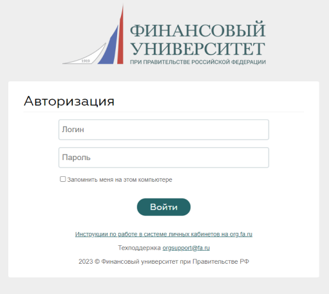 ФИНАНСОВЫЙ
УНИВЕРСИТЕТ
ПРИ ПРАВИТЕЛЬСТВЕ РОССИЙСКОЙ ФЕДЕРАЦИИ
Авторизация
Логин
Пароль
Запомнить меня на этом компьютере
Войти
Инструкции по работе в системе личных кабинетов на org.fa.ru
Техподдержка orgsupport@fa.ru
2023 © Финансовый университет при Правительстве РФ